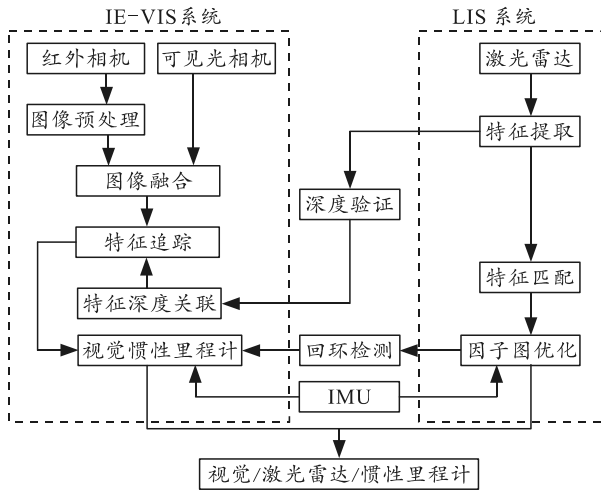 IE-VIS系统
LIS 系统
红外相机
可见光相机
激光雷达
图像预处理
特征提取
图像融合
深度验证
特征追踪
特征匹配
特征深度关联
视觉惯性里程计
回环检测
因子图优化
IMU
视觉/激光雷达/惯性里程计